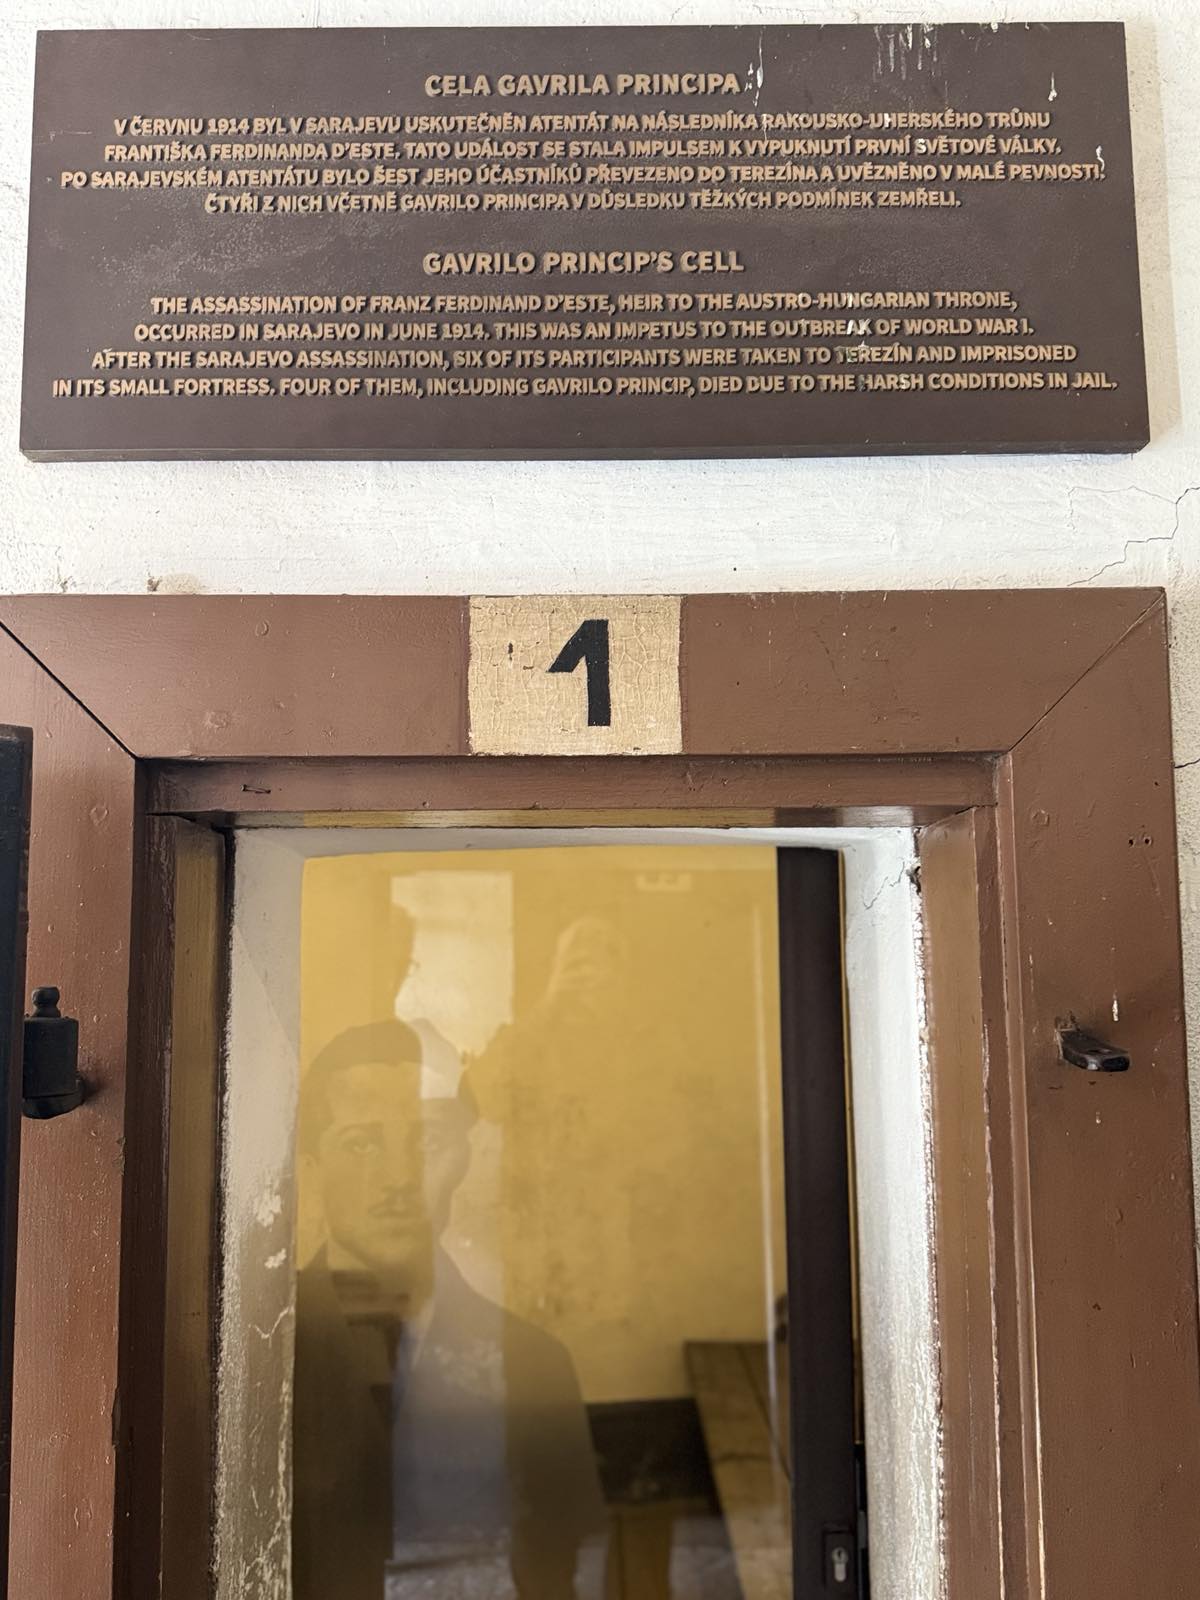 CELA GAVRILA PRINCIPA
V ČERVNU 1914 BYL V SARAJEVU USKUTEČNĚN ATENTÁT NA NÁSLEDNÍKA RAKOUSKO-UHERSKÉHO TRŮNU
FRANTIŠKA FERDINANDA D'ESTE. TATO UDÁLOST SE STALA IMPULSEM K VYPUKNUTÍ PRVNÍ SVĚTOVÉ VÁLKY.
PO SARAJEVSKÉM ATENTÁTU BYLO ŠEST JEHO ÚČASTNÍKŮ PŘEVEZENO DO TEREZÍNA A UVĚZNĚNO V MALÉ PEVNOSTI.
ČTYŘI Z NICH VČETNĚ GAVRILO PRINCIPA V DŮSLEDKU TĚŽKÝCH PODMÍNEK ZEMŘELI.
GAVRILO PRINCIP'S CELL
THE ASSASSINATION OF FRANZ FERDINAND D'ESTE, HEIR TO THE AUSTRO-HUNGARIAN THRONE,
OCCURRED IN SARAJEVO IN JUNE 1914. THIS WAS AN IMPETUS TO THE OUTBREAK OF WORLD WAR I.
AFTER THE SARAJEVO ASSASSINATION, SIX OF ITS PARTICIPANTS WERE TAKEN TO TEREZÍN AND IMPRISONED
IN ITS SMALL FORTRESS. FOUR OF THEM, INCLUDING GAVRILO PRINCIP, DIED DUE TO THE HARSH CONDITIONS IN JAIL.
1